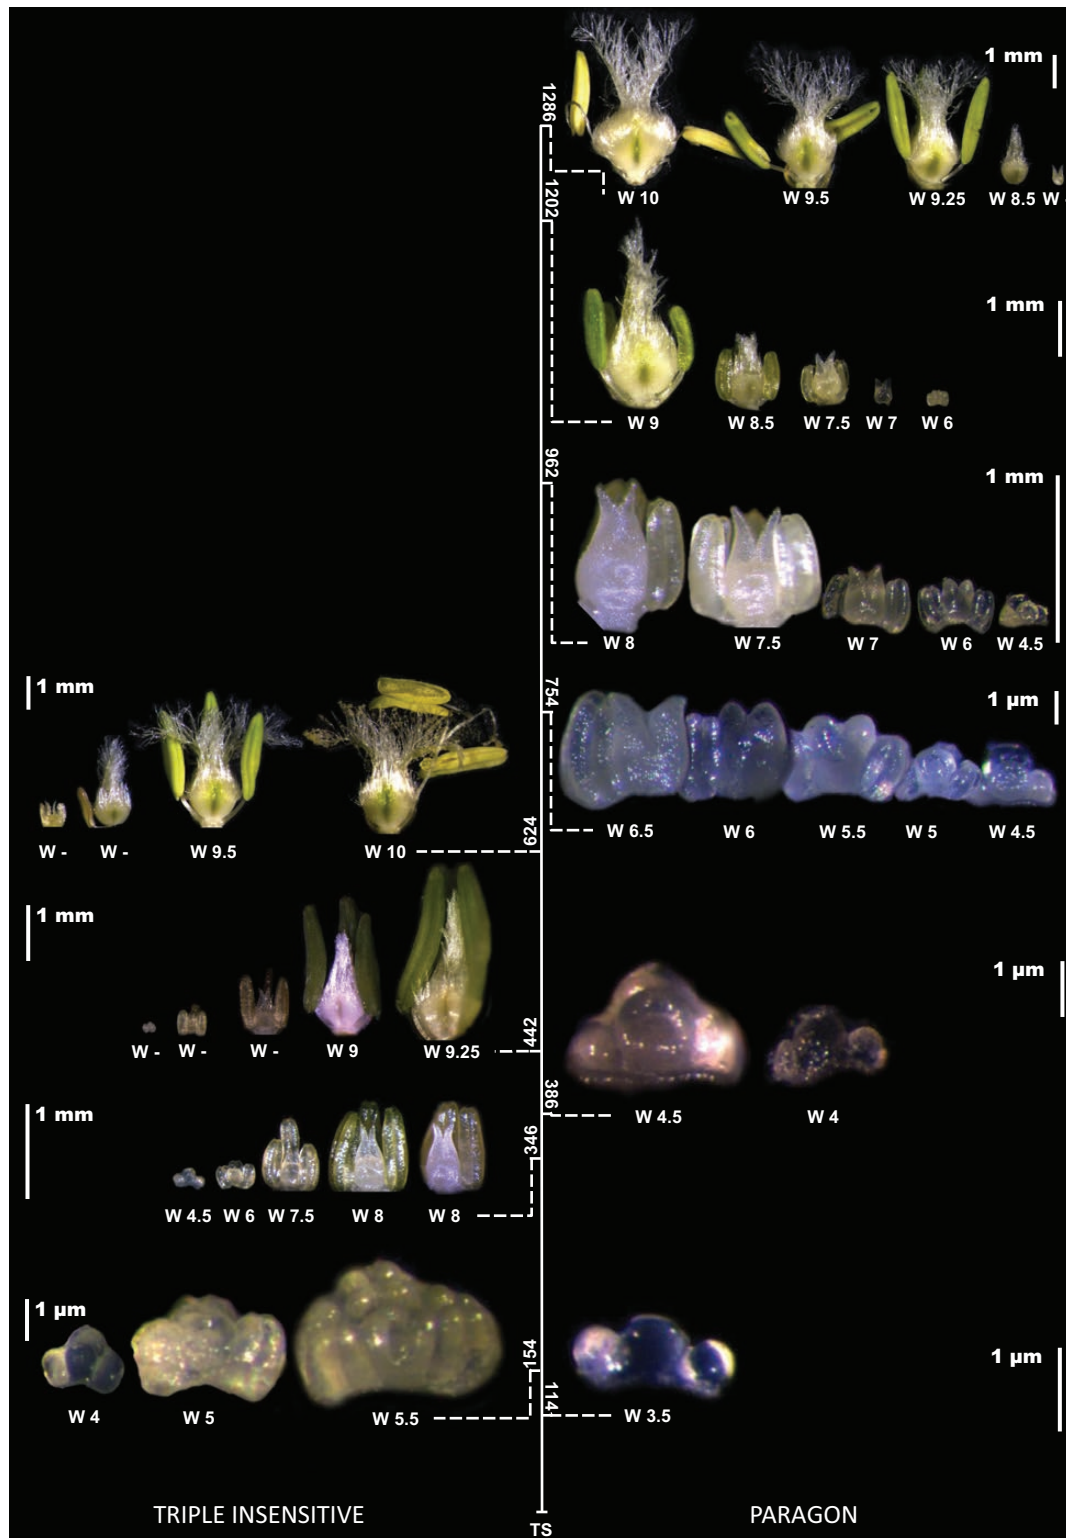 1 mm
1286
W 10
W 9.5
W 9.25
W 8.5
W -
1202
1 mm
W 9
W 8.5
W 7.5
W 7
W 6
962
1 mm
W 8
W 7.5
W 7
W 6
W 4.5
754
1 µm
W 6.5
W 6
W 5.5
W 5
W 4.5
1 mm
W -
W -
W 9.5
W 10
624
1 mm
W -
W -
W -
W 9
W 9.25
442
1 µm
386
W 4.5
W 4
1 mm
346
W 4.5
W 6
W 7.5
W 8
W 8
1 µm
154
W 4
W 5
W 5.5
1 µm
114
W 3.5
TRIPLE INSENSITIVE
TS
PARAGON